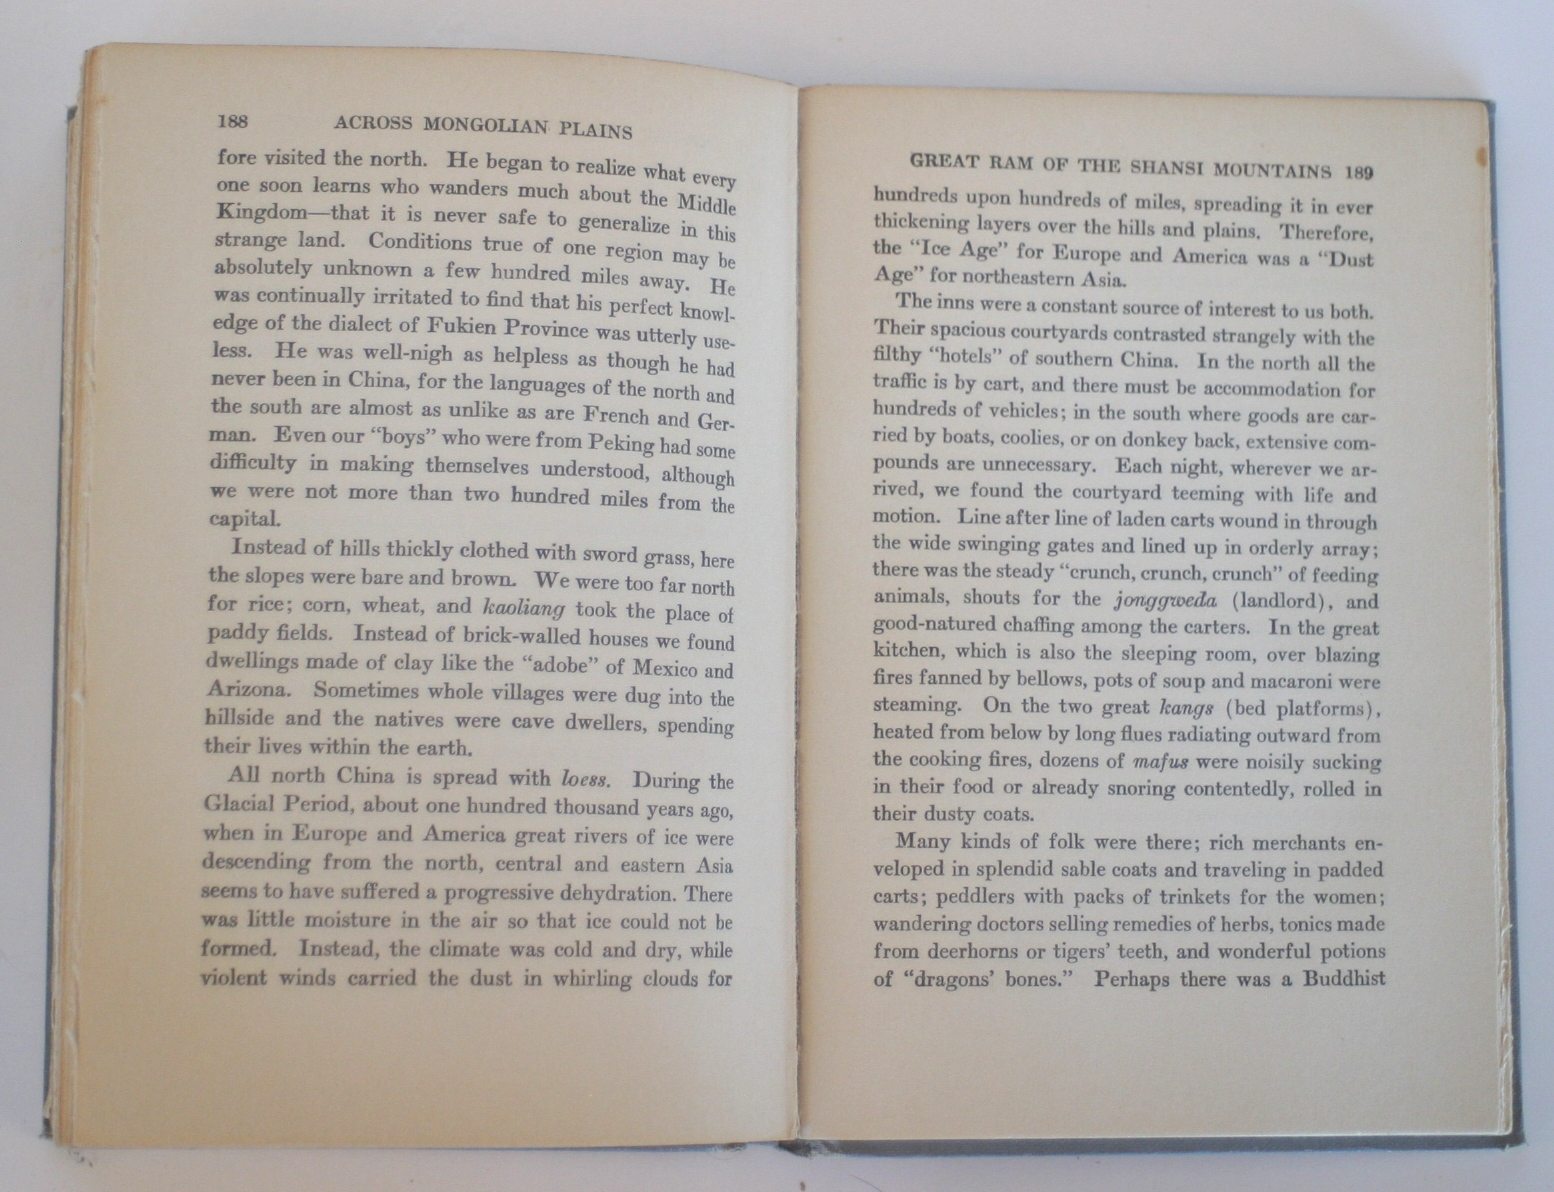 188 ACROSS MONGOLIAN PLAINS
fore visited the north. He began to realize what every
one soon learns who wanders much about the Middle
Kingdom—that it is never safe to generalize in this
strange land. Conditions true of one region may be
absolutely unknown a few hundred miles away. He
was continually irritated to find that his perfect knowl-
edge of the dialect of Fukien Province was utterly use-
less. He was well-nigh as helpless as though he had
never been in China, for the languages of the north and
the south are almost as unlike as are French and Ger-
man. Even our "boys" who were from Peking had some
difficulty in making themselves understood, although
we were not more than two hundred miles from the
capital.
Instead of hills thickly clothed with sword grass, here
the slopes were bare and brown. We were too far north
for rice; corn, wheat, and kaoliang took the place of
paddy fields. Instead of brick-walled houses we found
dwellings made of clay like the "adobe" of Mexico and
Arizona. Sometimes whole villages were dug into the
hillside and the natives were cave dwellers, spending
their lives within the earth.
All north China is spread with loess. During the
Glacial Period, about one hundred thousand years ago,
when in Europe and America great rivers of ice were
descending from the north, central and eastern Asia
seems to have suffered a progressive dehydration. There
was little moisture in the air so that ice could not be
formed. Instead, the climate was cold and dry, while
violent winds carried the dust in whirling clouds for
GREAT RAM OF THE SHANSI MOUNTAINS 189
hundreds upon hundreds of miles, spreading it in ever
thickening layers over the hills and plains. Therefore,
the "Ice Age" for Europe and America was a "Dust
Age" for northeastern Asia.
The inns were a constant source of interest to us both.
Their spacious courtyards contrasted strangely with the
filthy "hotels" of southern China. In the north all the
traffic is by cart, and there must be accommodation for
hundreds of vehicles; in the south where goods are car-
ried by boats, coolies, or on donkey back, extensive com-
pounds are unnecessary. Each night, wherever we ar-
rived, we found the courtyard teeming with life and
motion. Line after line of laden carts wound in through
the wide swinging gates and lined up in orderly array;
there was the steady "crunch, crunch, crunch" of feeding
animals, shouts for the jonggweda (landlord), and
good-natured chaffing among the carters. In the great
kitchen, which is also the sleeping room, over blazing
fires fanned by bellows, pots of soup and macaroni were
steaming. On the two great kangs (bed platforms),
heated from below by long flues radiating outward from
the cooking fires, dozens of mafus were noisily sucking
in their food or already snoring contentedly, rolled in
their dusty coats.
Many kinds of folk were there; rich merchants en-
veloped in splendid sable coats and traveling in padded
carts; peddlers with packs of trinkets for the women;
wandering doctors selling remedies of herbs, tonics made
from deerhorns or tigers' teeth, and wonderful potions
of "dragons' bones." Perhaps there was a Buddhist